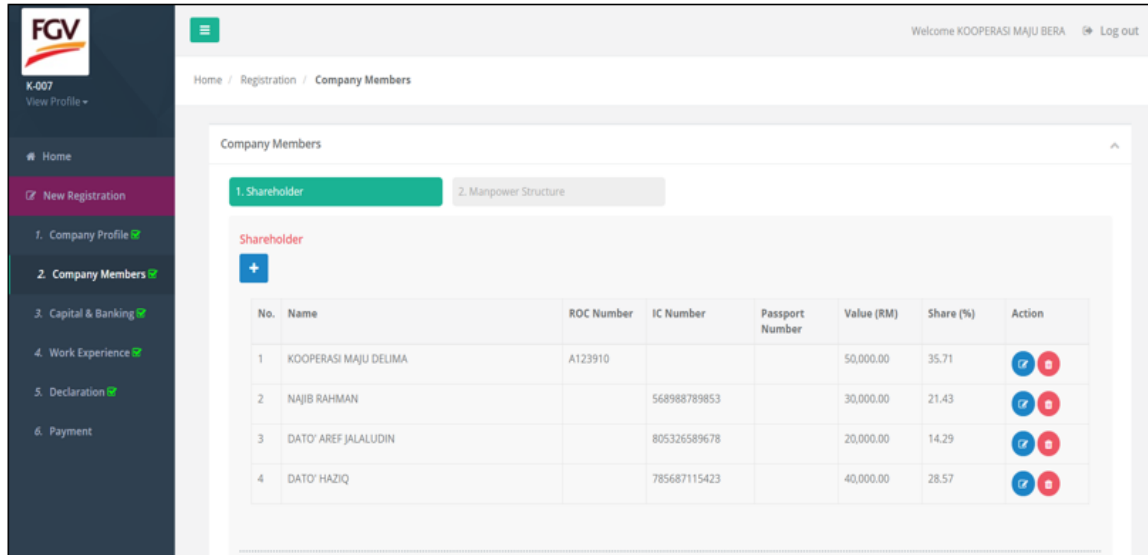 FGV
Welcome KOOPERASI MAJU BERA Log out
K-007
View Profile
Home / Registration / Company Members
Home
New Registration
1. Company Profile
2. Company Members
3. Capital & Banking
4. Work Experience
5. Declaration
6. Payment
Company Members
1. Shareholder 2. Manpower Structure
Shareholder
+
No. Name ROC Number IC Number Passport Number Value (RM) Share (%) Action
1 KOOPERASI MAJU DELIMA A123910 50,000.00 35.71
2 NAJIB RAHMAN 568988789853 30,000.00 21.43
3 DATO' AREF JALALUDIN 805326589678 20,000.00 14.29
4 DATO' HAZIQ 785687115423 40,000.00 28.57